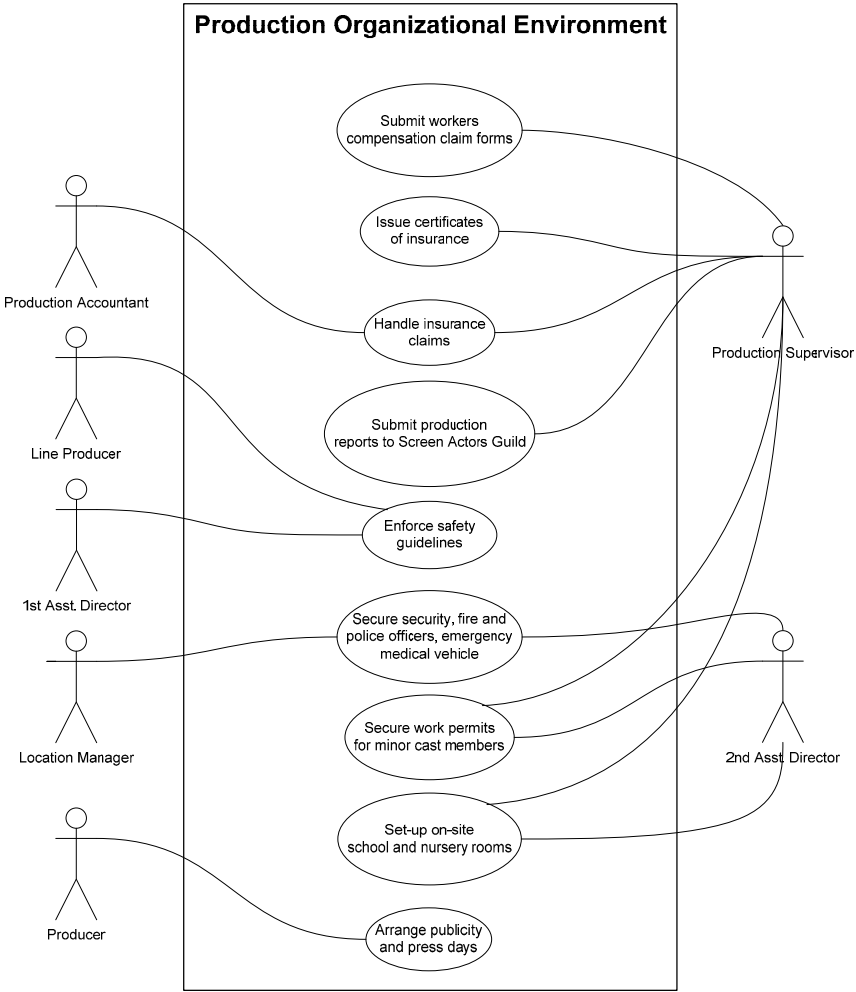 Production Organizational Environment
Submit workers
compensation claim forms
Issue certificates
of insurance
Production Accountant
Handle insurance
claims
Production Supervisor
Submit production
reports to Screen Actors Guild
Line Producer
Enforce safety
guidelines
1st Asst. Director
Secure security, fire and
police officers, emergency
medical vehicle
Secure work permits
for minor cast members
Location Manager
2nd Asst. Director
Set-up on-site
school and nursery rooms
Producer
Arrange publicity
and press days